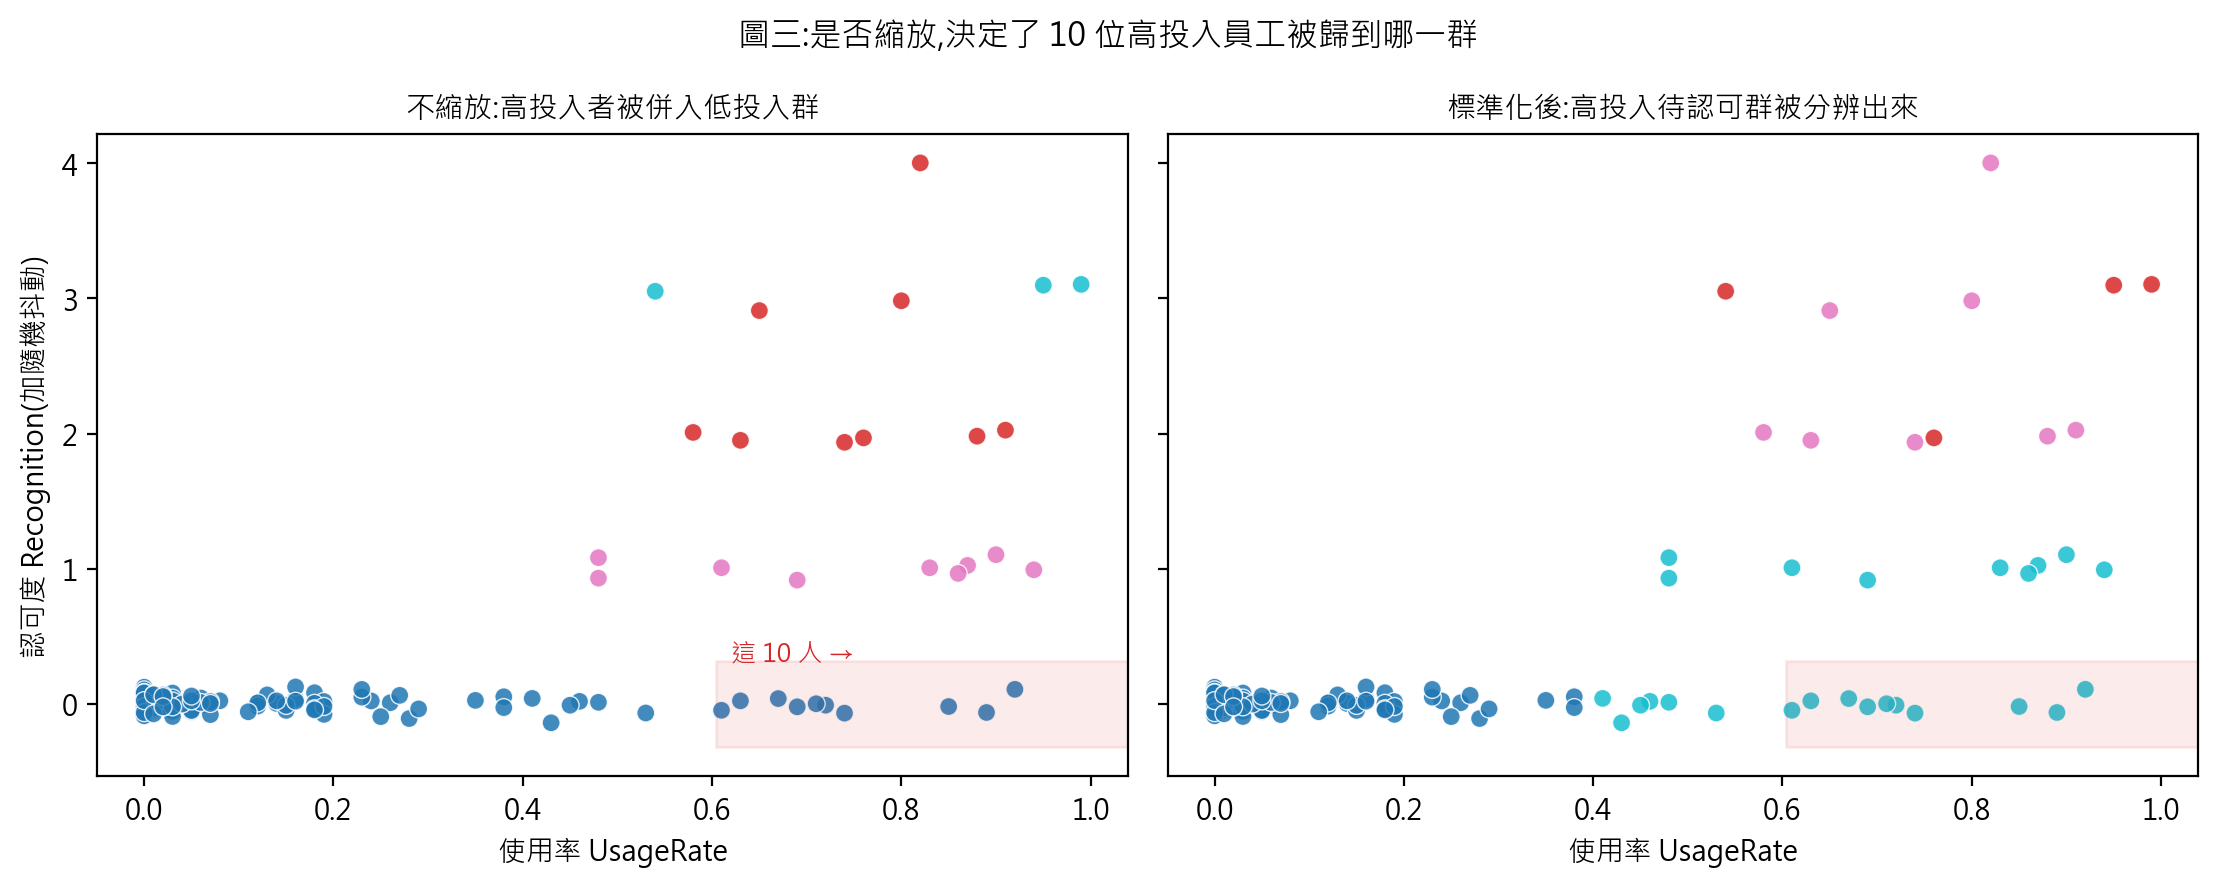 圖三:是否縮放,決定了 10 位高投入員工被歸到哪一群
不縮放:高投入者被併入低投入群
認可度 Recognition(加隨機抖動)
4
3
2
1
0
這 10 人 →
0.0 0.2 0.4 0.6 0.8 1.0
使用率 UsageRate
標準化後:高投入待認可群被分辨出來
0.0 0.2 0.4 0.6 0.8 1.0
使用率 UsageRate